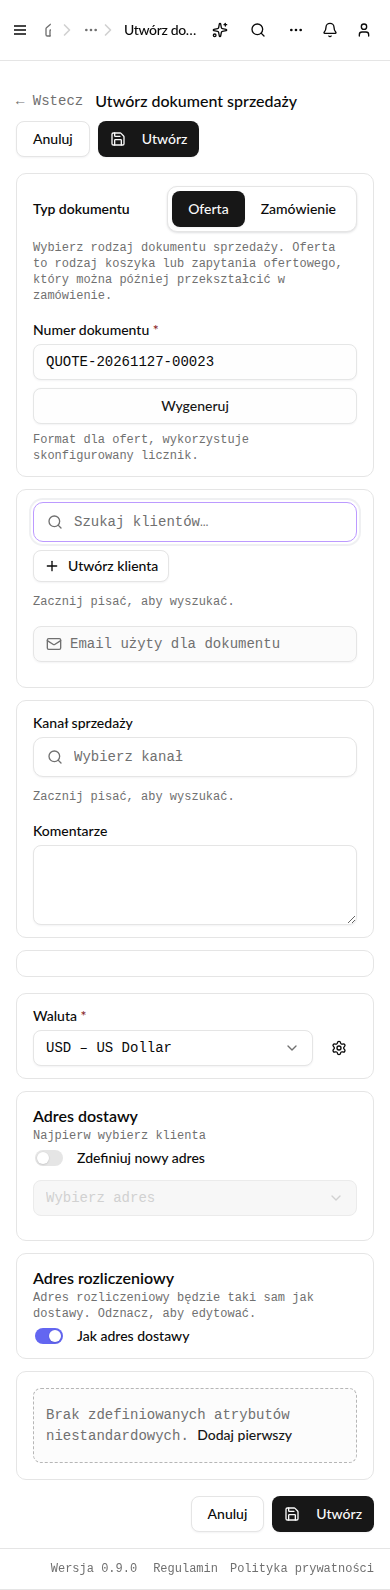 Utwórz do...
← Wstecz Utwórz dokument sprzedaży
Anuluj Utwórz
Typ dokumentu Oferta Zamówienie
Wybierz rodzaj dokumentu sprzedaży. Oferta
to rodzaj koszyka lub zapytania ofertowego,
który można później przekształcić w
zamówienie.
Numer dokumentu *
QUOTE-20261127-00023
Wygeneruj
Format dla ofert, wykorzystuje
skonfigurowany licznik.
Szukaj klientów…
Utwórz klienta
Zacznij pisać, aby wyszukać.
Email użyty dla dokumentu
Kanał sprzedaży
Wybierz kanał
Zacznij pisać, aby wyszukać.
Komentarze
Waluta *
USD – US Dollar
Adres dostawy
Najpierw wybierz klienta
Zdefiniuj nowy adres
Wybierz adres
Adres rozliczeniowy
Adres rozliczeniowy będzie taki sam jak
dostawy. Odznacz, aby edytować.
Jak adres dostawy
Brak zdefiniowanych atrybutów
niestandardowych. Dodaj pierwszy
Anuluj Utwórz
Wersja 0.9.0 Regulamin Polityka prywatności